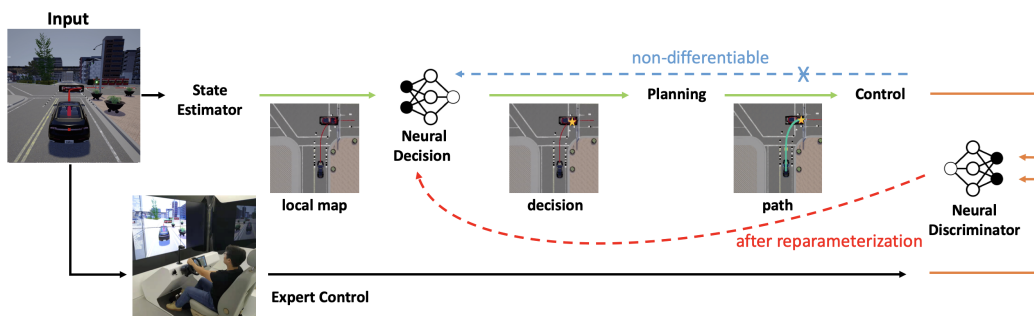 Input
non-differentiable
State
Estimator
Planning
Control
Neural
Decision
local map
decision
path
after reparameterization
Neural
Discriminator
Expert Control